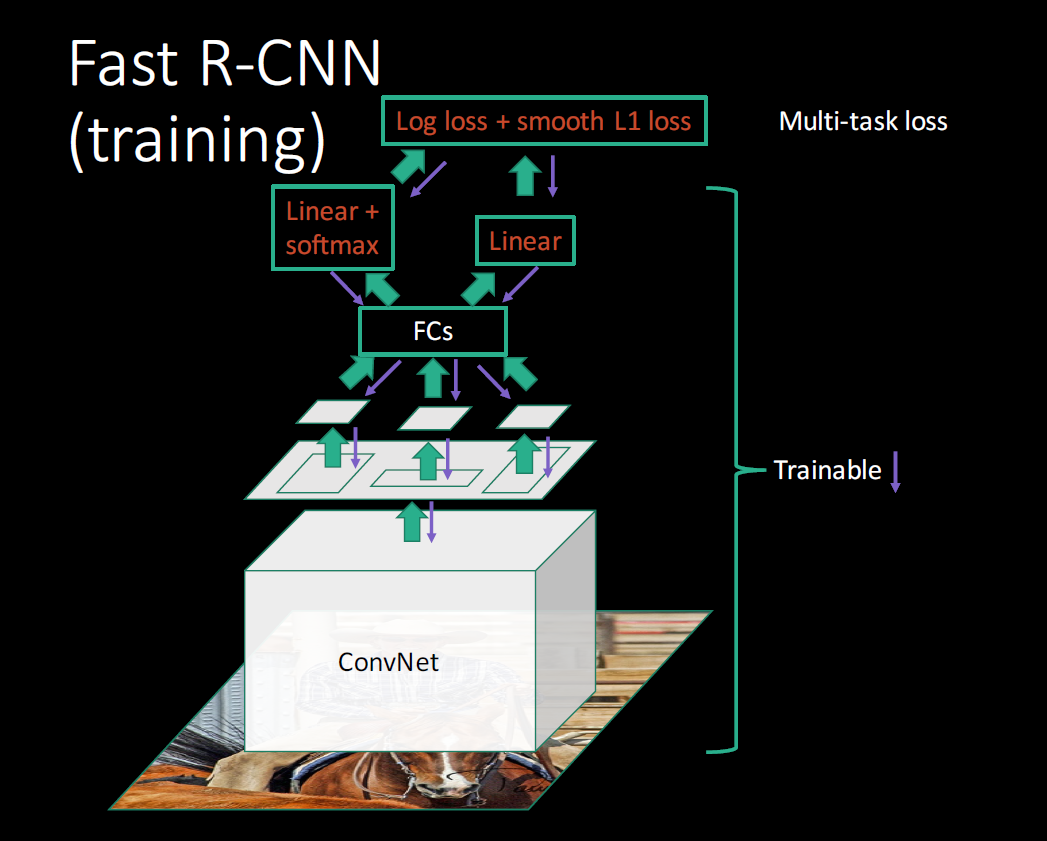 Fast R-CNN
(training)
Log loss + smooth L1 loss
Multi-task loss
Linear +
softmax
Linear
FCs
Trainable
ConvNet